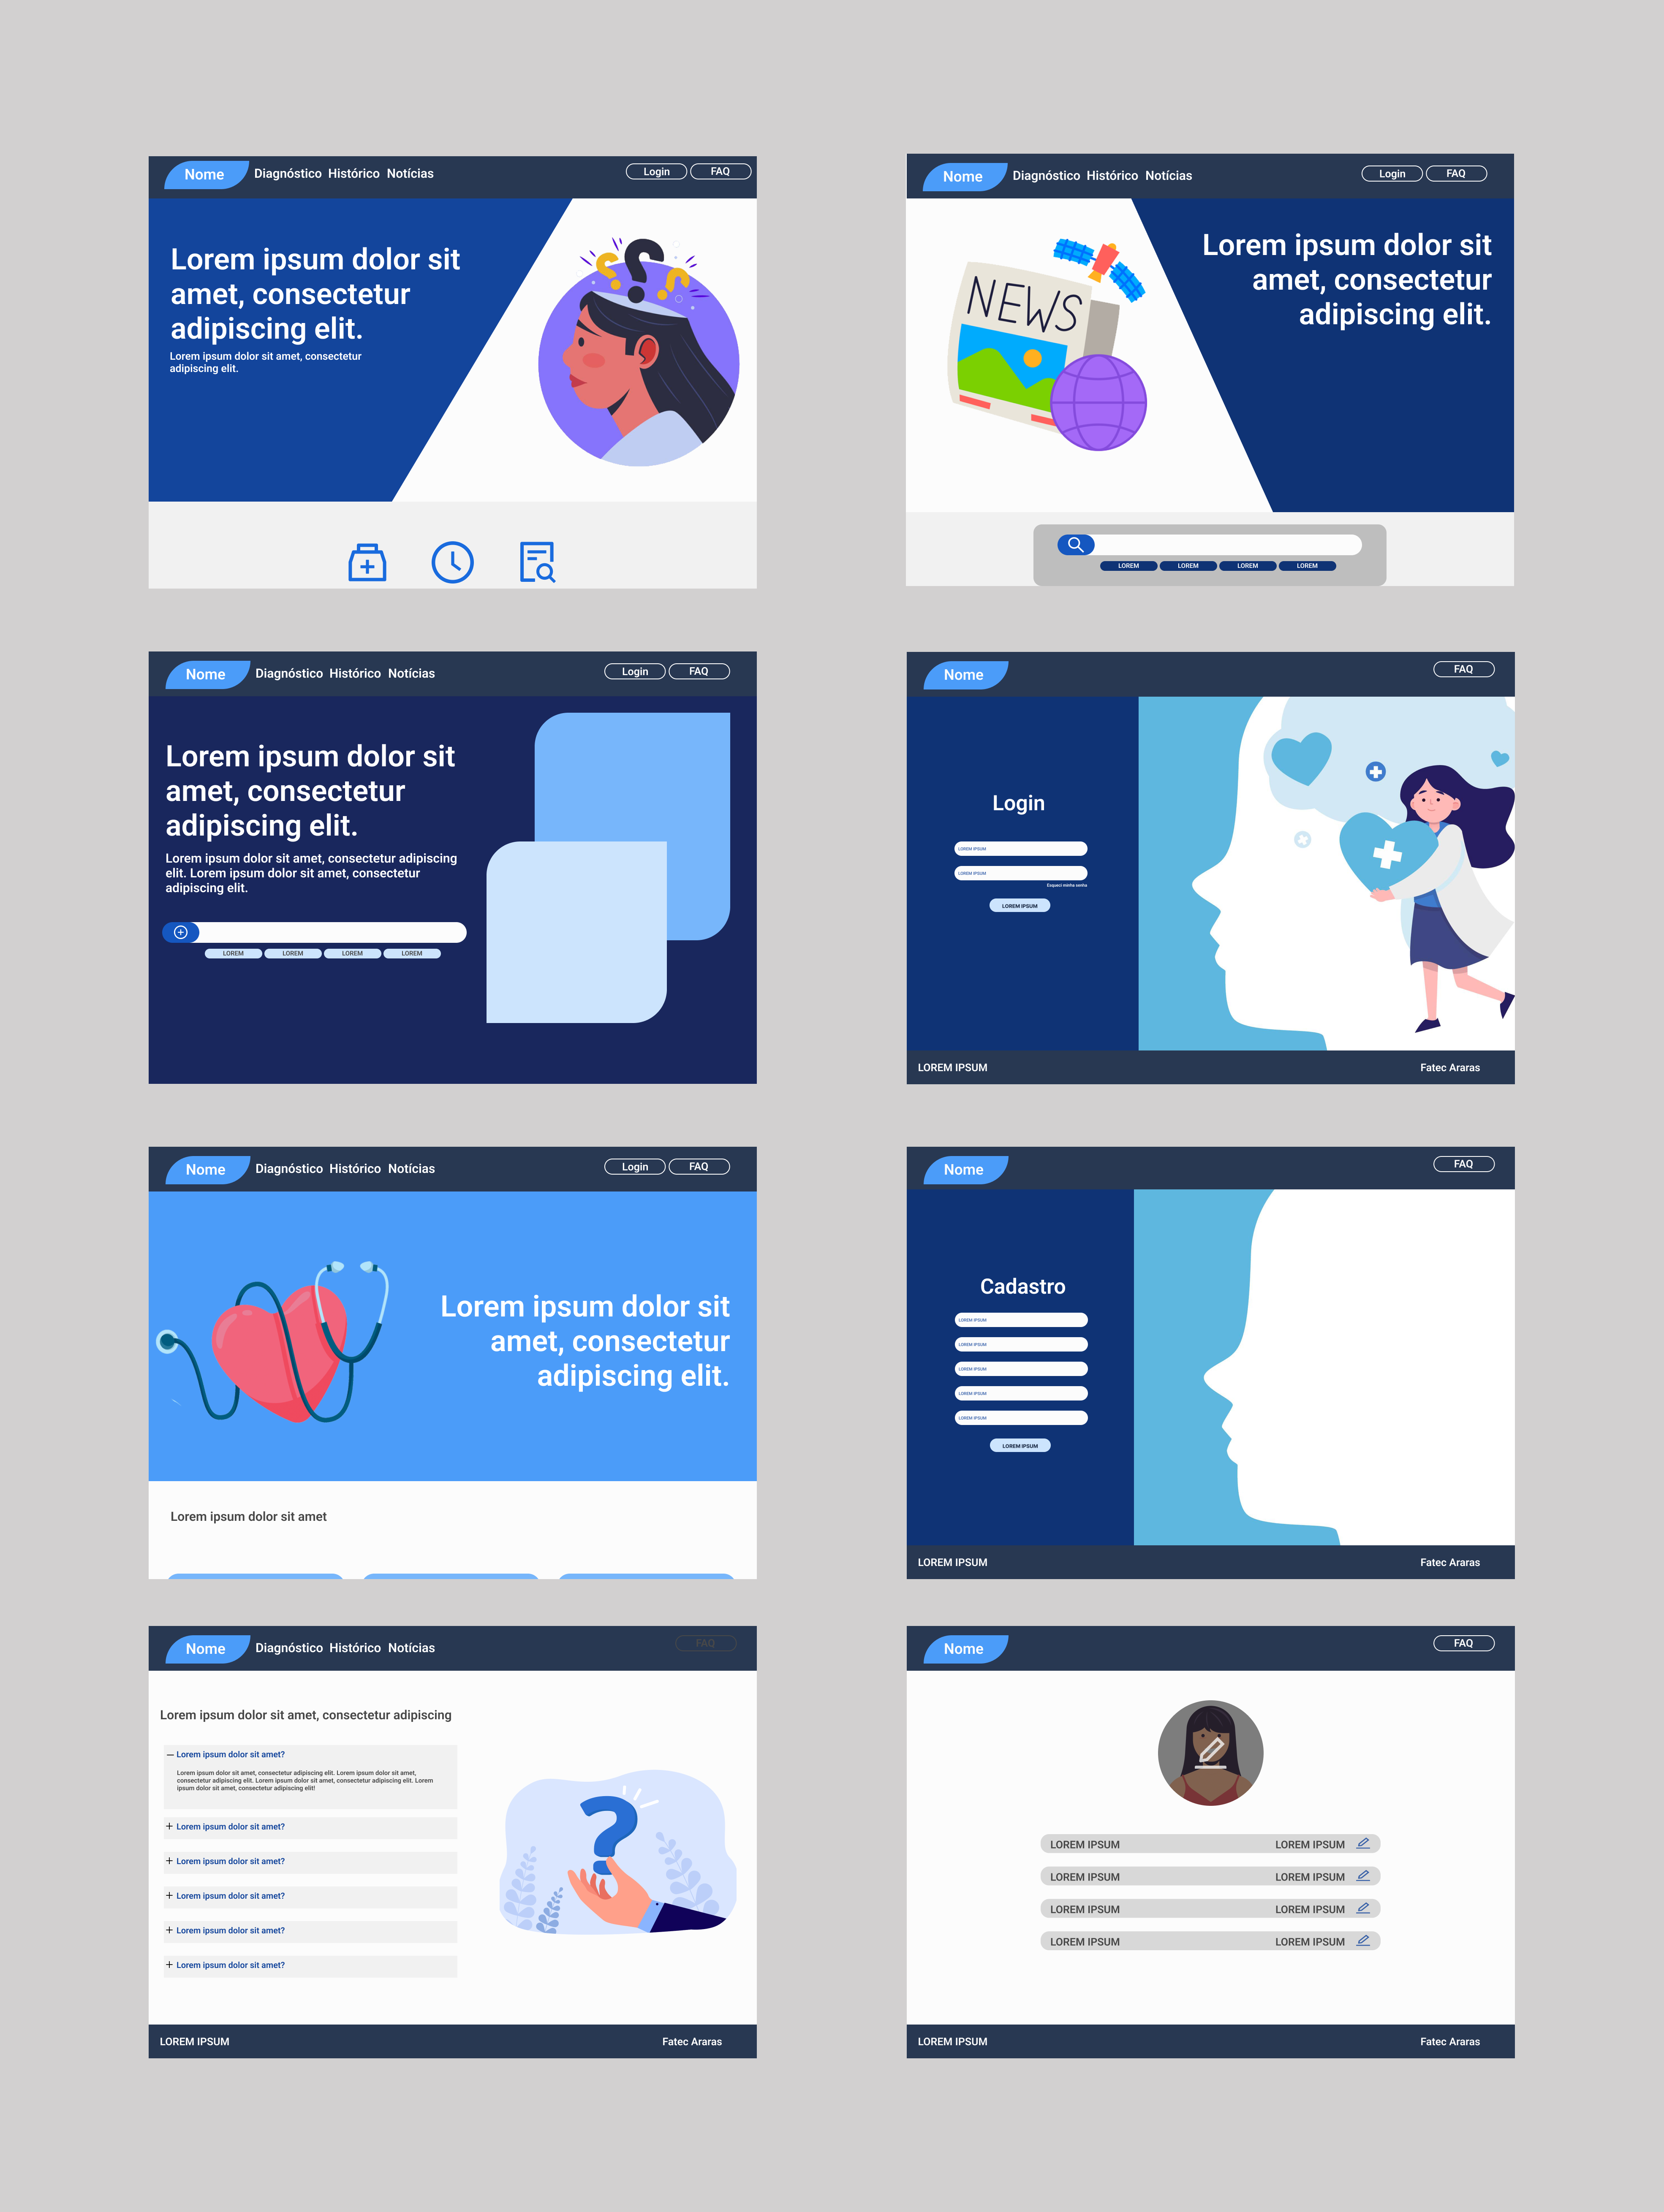 Nome Diagnóstico Histórico Notícias Login FAQ
Lorem ipsum dolor sit
amet, consectetur
adipiscing elit.
Lorem ipsum dolor sit amet, consectetur
adipiscing elit.
Nome Diagnóstico Histórico Notícias Login FAQ
Lorem ipsum dolor sit
amet, consectetur
adipiscing elit.
NEWS
LOREM LOREM LOREM LOREM
Nome Diagnóstico Histórico Notícias Login FAQ
Lorem ipsum dolor sit
amet, consectetur
adipiscing elit.
Lorem ipsum dolor sit amet, consectetur adipiscing
elit. Lorem ipsum dolor sit amet, consectetur
adipiscing elit.
LOREM LOREM LOREM LOREM
Nome FAQ
Login
LOREM IPSUM
LOREM IPSUM
Esqueci minha senha
LOREM IPSUM
LOREM IPSUM Fatec Araras
Nome Diagnóstico Histórico Notícias Login FAQ
Lorem ipsum dolor sit
amet, consectetur
adipiscing elit.
Lorem ipsum dolor sit amet
Nome FAQ
Cadastro
LOREM IPSUM
LOREM IPSUM
LOREM IPSUM
LOREM IPSUM
LOREM IPSUM
LOREM IPSUM
LOREM IPSUM Fatec Araras
Nome Diagnóstico Histórico Notícias FAQ
Lorem ipsum dolor sit amet, consectetur adipiscing
Lorem ipsum dolor sit amet?
Lorem ipsum dolor sit amet, consectetur adipiscing elit. Lorem ipsum dolor sit amet,
consectetur adipiscing elit. Lorem ipsum dolor sit amet, consectetur adipiscing elit. Lorem
ipsum dolor sit amet, consectetur adipiscing elit!
Lorem ipsum dolor sit amet?
Lorem ipsum dolor sit amet?
Lorem ipsum dolor sit amet?
Lorem ipsum dolor sit amet?
Lorem ipsum dolor sit amet?
LOREM IPSUM Fatec Araras
Nome FAQ
LOREM IPSUM LOREM IPSUM
LOREM IPSUM LOREM IPSUM
LOREM IPSUM LOREM IPSUM
LOREM IPSUM LOREM IPSUM
LOREM IPSUM Fatec Araras